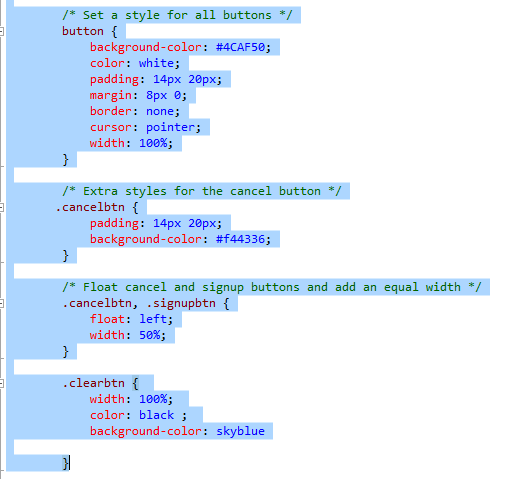 /* Set a style for all buttons */
button {
background-color: #4CAF50;
color: white;
padding: 14px 20px;
margin: 8px 0;
border: none;
cursor: pointer;
width: 100%;
}
/* Extra styles for the cancel button */
.cancelbtn {
padding: 14px 20px;
background-color: #f44336;
}
/* Float cancel and signup buttons and add an equal width */
.cancelbtn, .signupbtn {
float: left;
width: 50%;
}
.clearbtn {
width: 100%;
color: black ;
background-color: skyblue
}